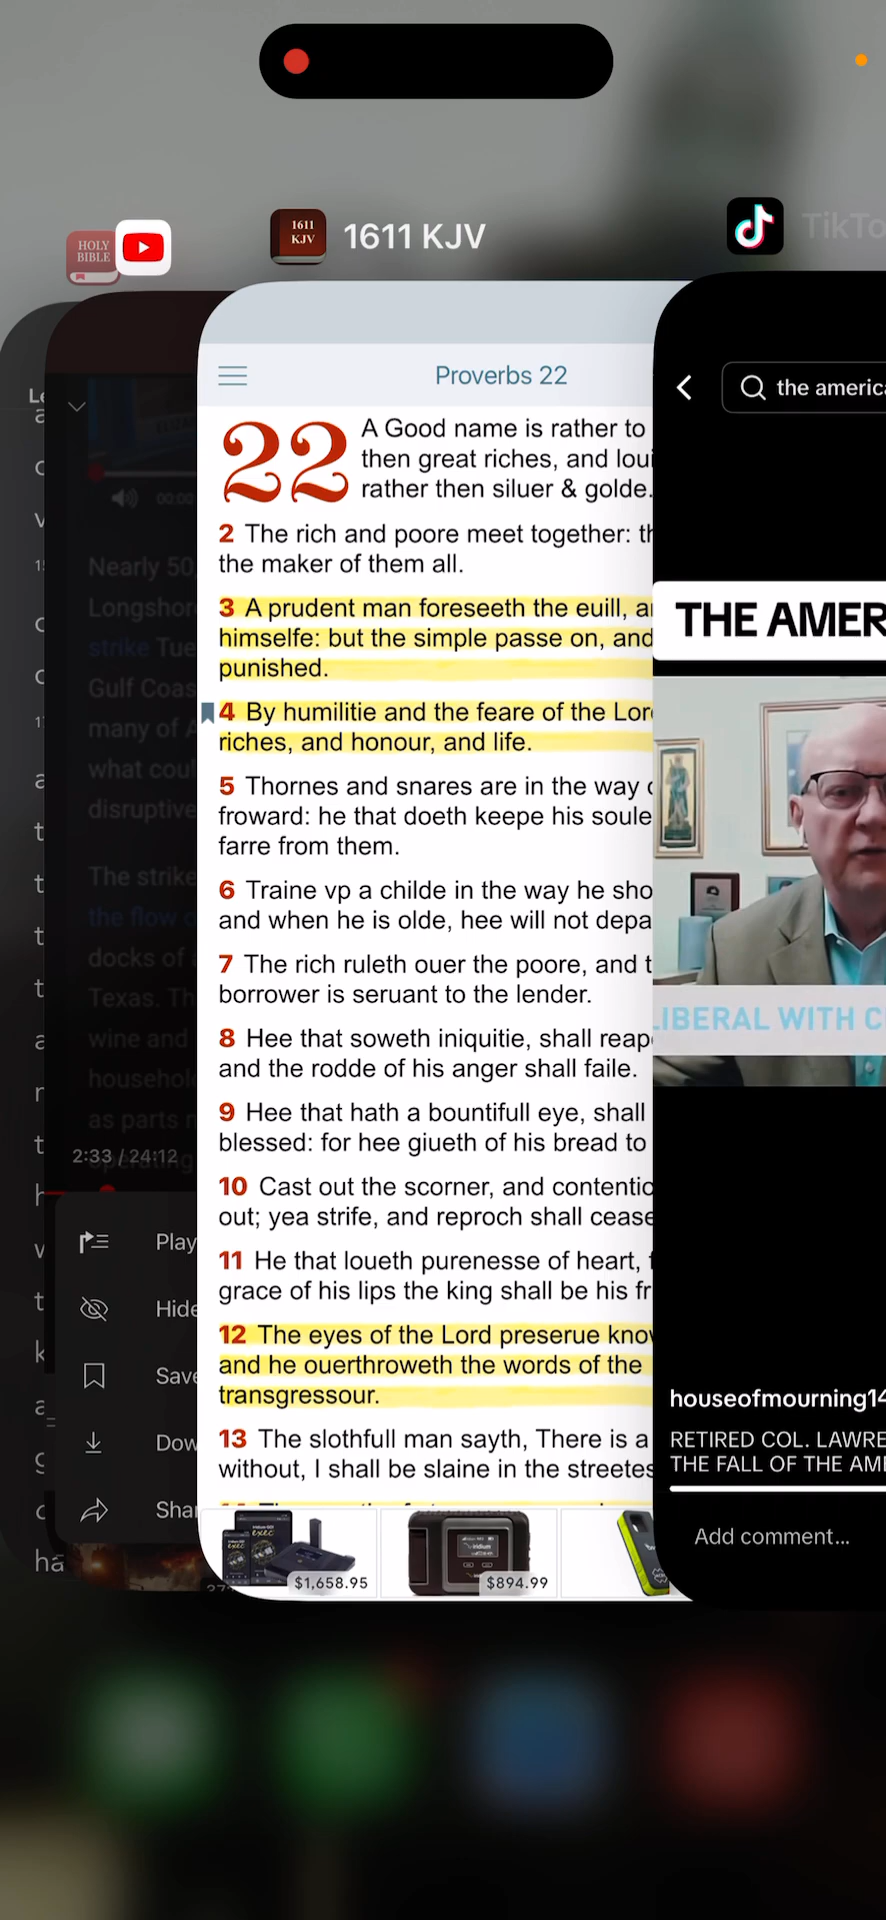 HOLY
BIBLE
1611
KJV
1611 KJV
TikTo
Proverbs 22
the americ
22
A Good name is rather to
then great riches, and loui
rather then siluer & golde.
2 The rich and poore meet together: th
the maker of them all.
3 A prudent man foreseeth the euill, a
himselfe: but the simple passe on, and
punished.
4 By humilitie and the feare of the Lor
riches, and honour, and life.
5 Thornes and snares are in the way
froward: he that doeth keepe his soule
farre from them.
6 Traine vp a childe in the way he sho
and when he is olde, hee will not depa
7 The rich ruleth ouer the poore, and t
borrower is seruant to the lender.
8 Hee that soweth iniquitie, shall reap
and the rodde of his anger shall faile.
9 Hee that hath a bountifull eye, shall
blessed: for hee giueth of his bread to
10 Cast out the scorner, and contentio
out; yea strife, and reproch shall cease
11 He that loueth purenesse of heart,
grace of his lips the king shall be his fr
12 The eyes of the Lord preserue know
and he ouerthroweth the words of the
transgressour.
13 The slothfull man sayth, There is a
without, I shall be slaine in the streetes
$1,658.95
$894.99
00:00
Nearly 50,
Longshor
strike Tue
Gulf Coas
many of A
what coul
disruptive
The strike
the flow o
docks of
Texas. Th
wine and
househol
as parts n
operating
2:33 / 24:12
Play
Hide
Save
Dow
Shar
ha
THE AMER
LIBERAL WITH C
houseofmourning14
RETIRED COL. LAWRE
THE FALL OF THE AME
Add comment...